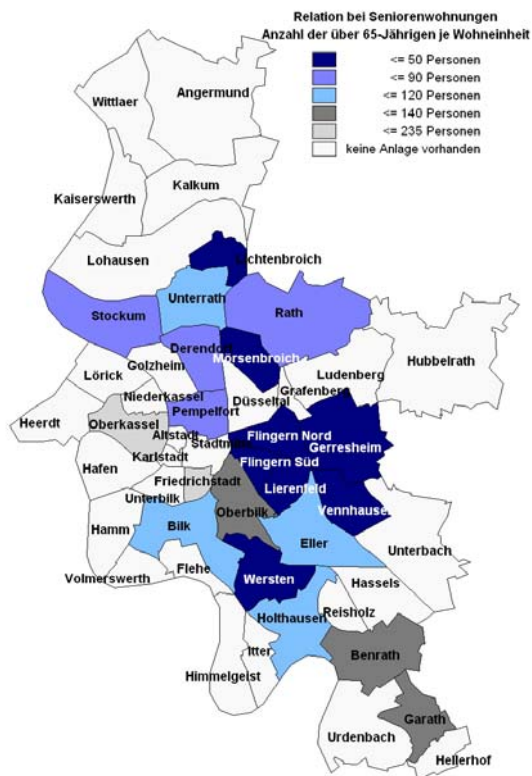 Relation bei Seniorenwohnungen
Anzahl der über 65-Jährigen je Wohneinheit
<= 50 Personen
<= 90 Personen
<= 120 Personen
<= 140 Personen
<= 235 Personen
keine Anlage vorhanden
Angermund
Wittlaer
Kalkum
Kaiserswerth
Lohausen
Lichtenbroich
Unterrath
Stockum
Rath
Derendorf
Mörsenbroich
Hubbelrath
Golzheim
Ludenberg
Lörick
Grafenberg
Niederkassel
Düsseltal
Pempelfort
Heerdt
Oberkassel
Altstadt
Flingern Nord
Stadtmitte
Gerresheim
Karlstadt
Flingern Süd
Hafen
Friedrichstadt
Lierenfeld
Unterbilk
Vennhausen
Oberbilk
Hamm
Bilk
Eller
Unterbach
Flehe
Volmerswerth
Wersten
Hassels
Reisholz
Holthausen
Itter
Benrath
Himmelgeist
Garath
Urdenbach
Hellerhof